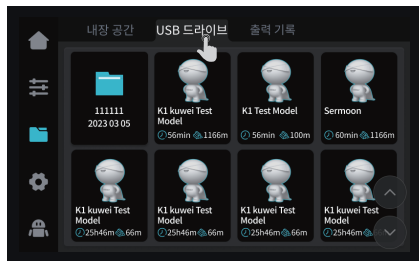 내장 공간 USB 드라이브 출력 기록
111111
2023 03 05
K1 kuwei Test
Model
56min 1166m
K1 Test Model
56min 100m
Sermoon
60min 1166m
K1 kuwei Test
Model
25h46m 66m
K1 kuwei Test
Model
25h46m 66m
K1 kuwei Test
Model
25h46m 66m
K1 kuwei Test
Model
25h46m 66m